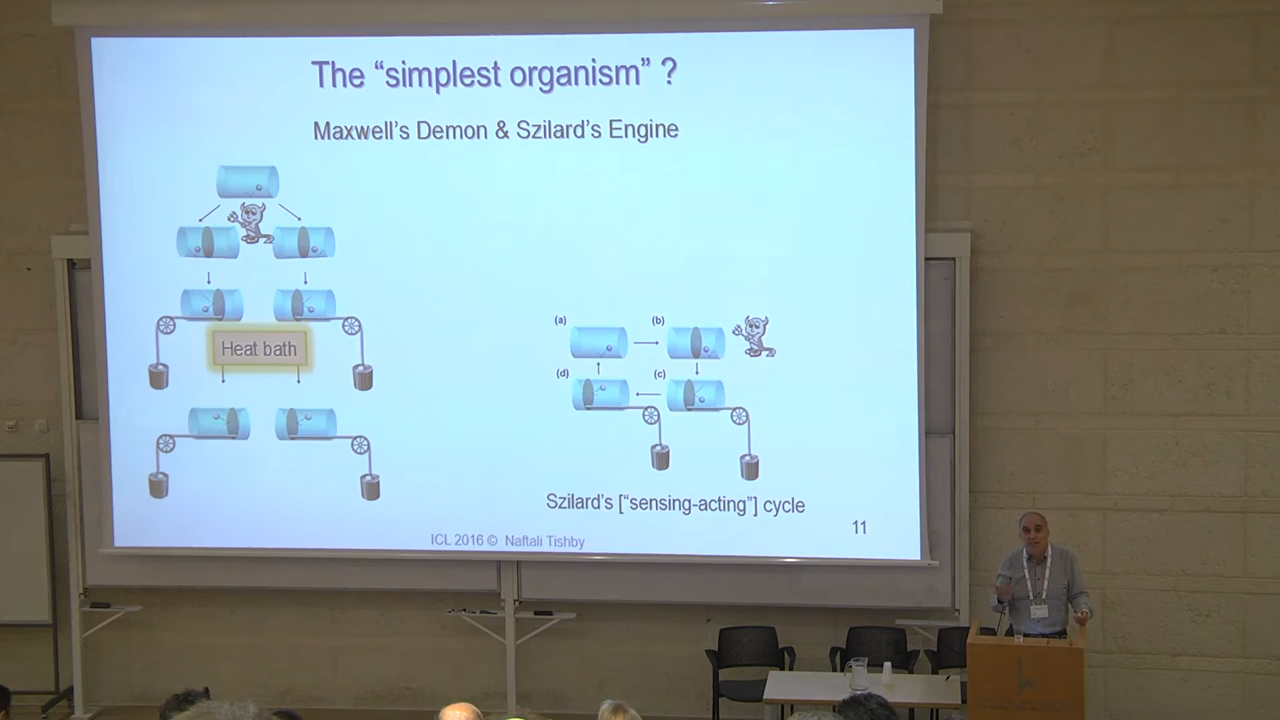 The “simplest organism” ?
Maxwell’s Demon & Szilard’s Engine
Heat bath
(a)
(b)
(d)
(c)
Szilard’s [“sensing-acting”] cycle
11
ICL 2016 © Naftali Tishby